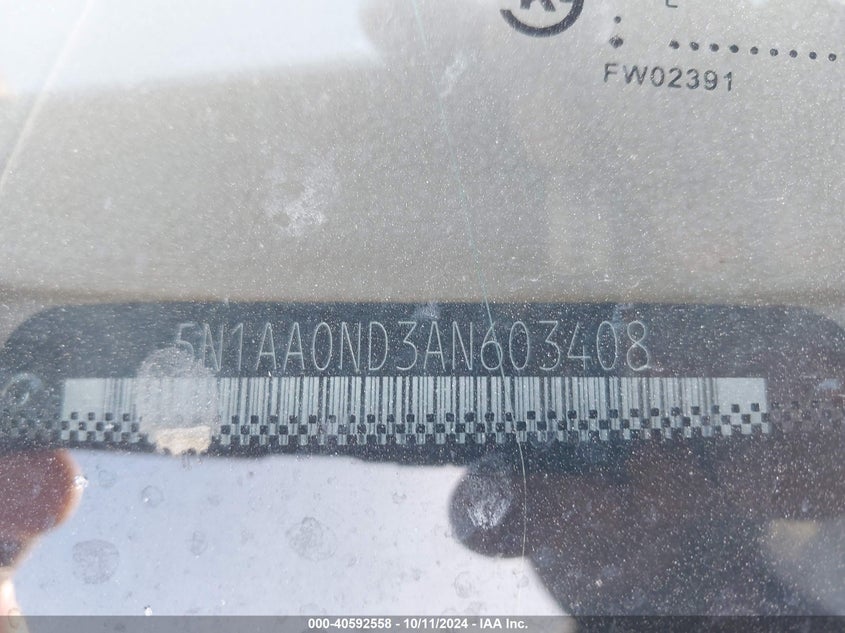 FW02391
5N1AA0ND3AN603408
000-40592558 - 10/11/2024 - IAA Inc.